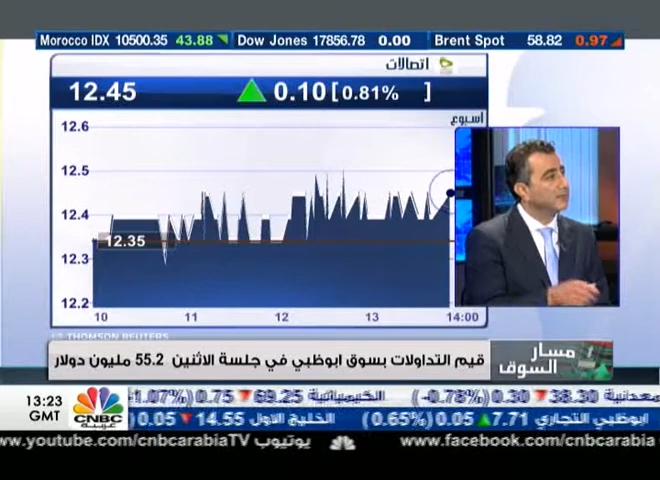 Morocco IDX 10500.35 43.88 Dow Jones 17856.78 0.00 Brent Spot 58.82 0.97
اتصالات
12.45 0.10 [0.81% ]
اسبوع
12.6
12.5
12.4
12.35
12.3
12.2
10 11 12 13 14:00
THOMSON REUTERS
مسار السوق
قيم التداولات بسوق ابوظبي في جلسة الاثنين 55.2 مليون دولار
13:23 GMT
CNBC عربية
معدنية 38.30 0.30 (-0.78%) الكيميائية 69.25 0.75 -1.07%)
ابوظبي التجاري 7.71 0.05 (0.65%) الخليج الاول 14.55 0.05
www.facebook.com/cnbcarabia يوتيوب www.youtube.com/cnbcarabiaTV